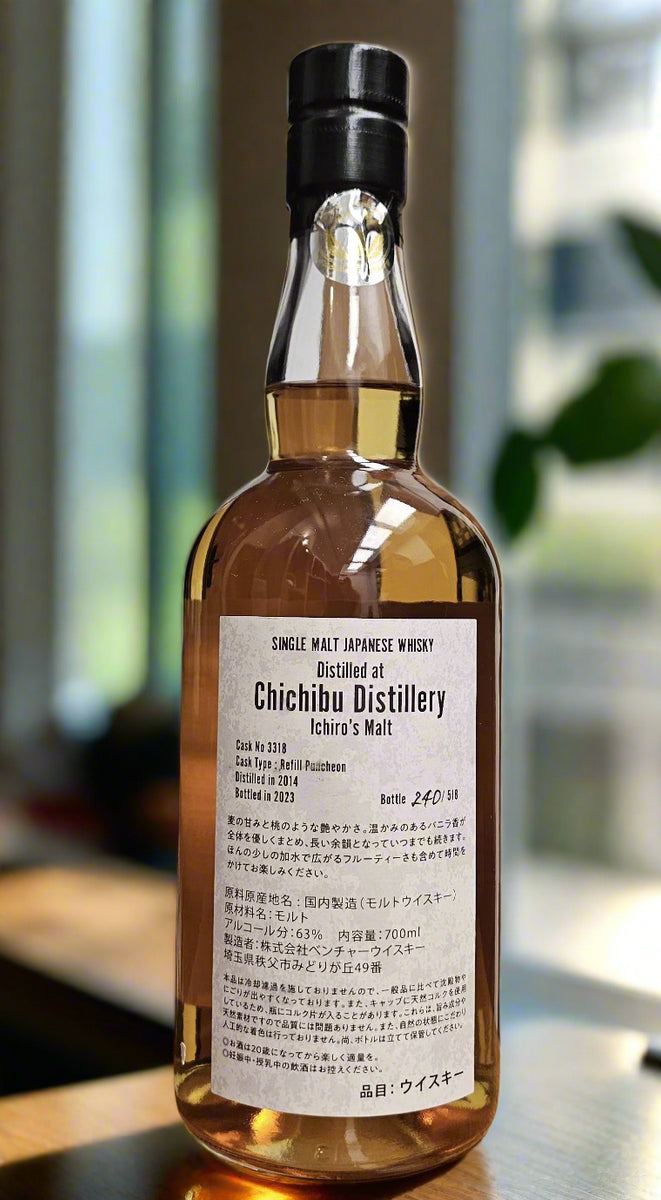 SINGLE MALT JAPANESE WHISKY
Distilled at
Chichibu Distillery
Ichiro's Malt
Cask No 3318
Cask Type : Refill Puncheon
Distilled in 2014
Bottled in 2023
Bottle 240/518
麦の甘みと桃のような艶やかさ。温かみのあるバニラ香が
全体を優しくまとめ、長い余韻となっていつまでも続きます。
ほんの少しの加水で広がるフルーティーさも含めて時間を
かけてお楽しみください。
原料原産地名：国内製造（モルトウイスキー）
原材料名：モルト
アルコール分：63%　内容量：700ml
製造者：株式会社ベンチャーウイスキー
埼玉県秩父市みどりが丘49番
本品は冷却濾過を施しておりませんので、一般品に比べて沈殿物や
にごりが出やすくなっております。また、キャップに天然コルクを使用
しているため、瓶にコルク片が入ることがあります。これらは、旨み成分や
天然素材ですので品質には問題ありません。また、自然の状態にこだわり
人工的な着色は行っておりません。尚、ボトルは立てて保管してください。
◎お酒は20歳になってから楽しく適量を。
◎妊娠中・授乳中の飲酒はお控えください。
品目：ウイスキー